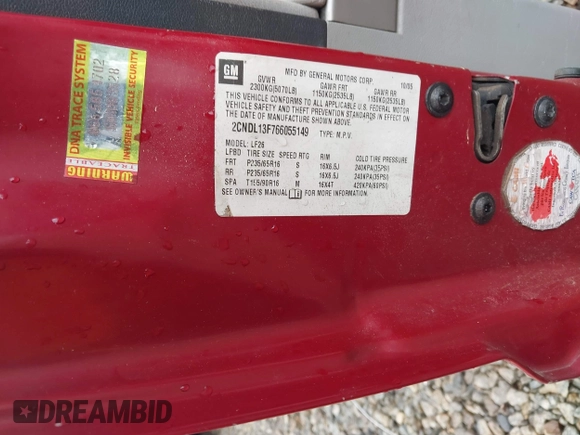 GM
MFD BY GENERAL MOTORS CORP 10/05
GVWR GAWR FRT GAWR RR
2300KG(5070LB) 1150KG(2535LB) 1150KG(2535LB)
THIS VEHICLE CONFORMS TO ALL APPLICABLE U.S. FEDERAL MOTOR
VEHICLE SAFETY AND THEFT PREVENTION STANDARDS IN EFFECT ON
THE DATE OF MANUFACTURE SHOWN ABOVE.
2CNDL13F766055149 TYPE: M.P.V.
MODEL: LF26
LFBD TIRE SIZE SPEED RTG RIM COLD TIRE PRESSURE
FRT P235/65R16 S 16X6.5J 240KPA(35PSI)
RR P235/65R16 S 16X6.5J 240KPA(35PSI)
SPA T155/90R16 M 16X4T 420KPA(60PSI)
SEE OWNER'S MANUAL FOR MORE INFORMATION.
DNA TRACE SYSTEM
INVISIBLE VEHICLE SECURITY
TRACEABLE
WARNING
DREAMBID